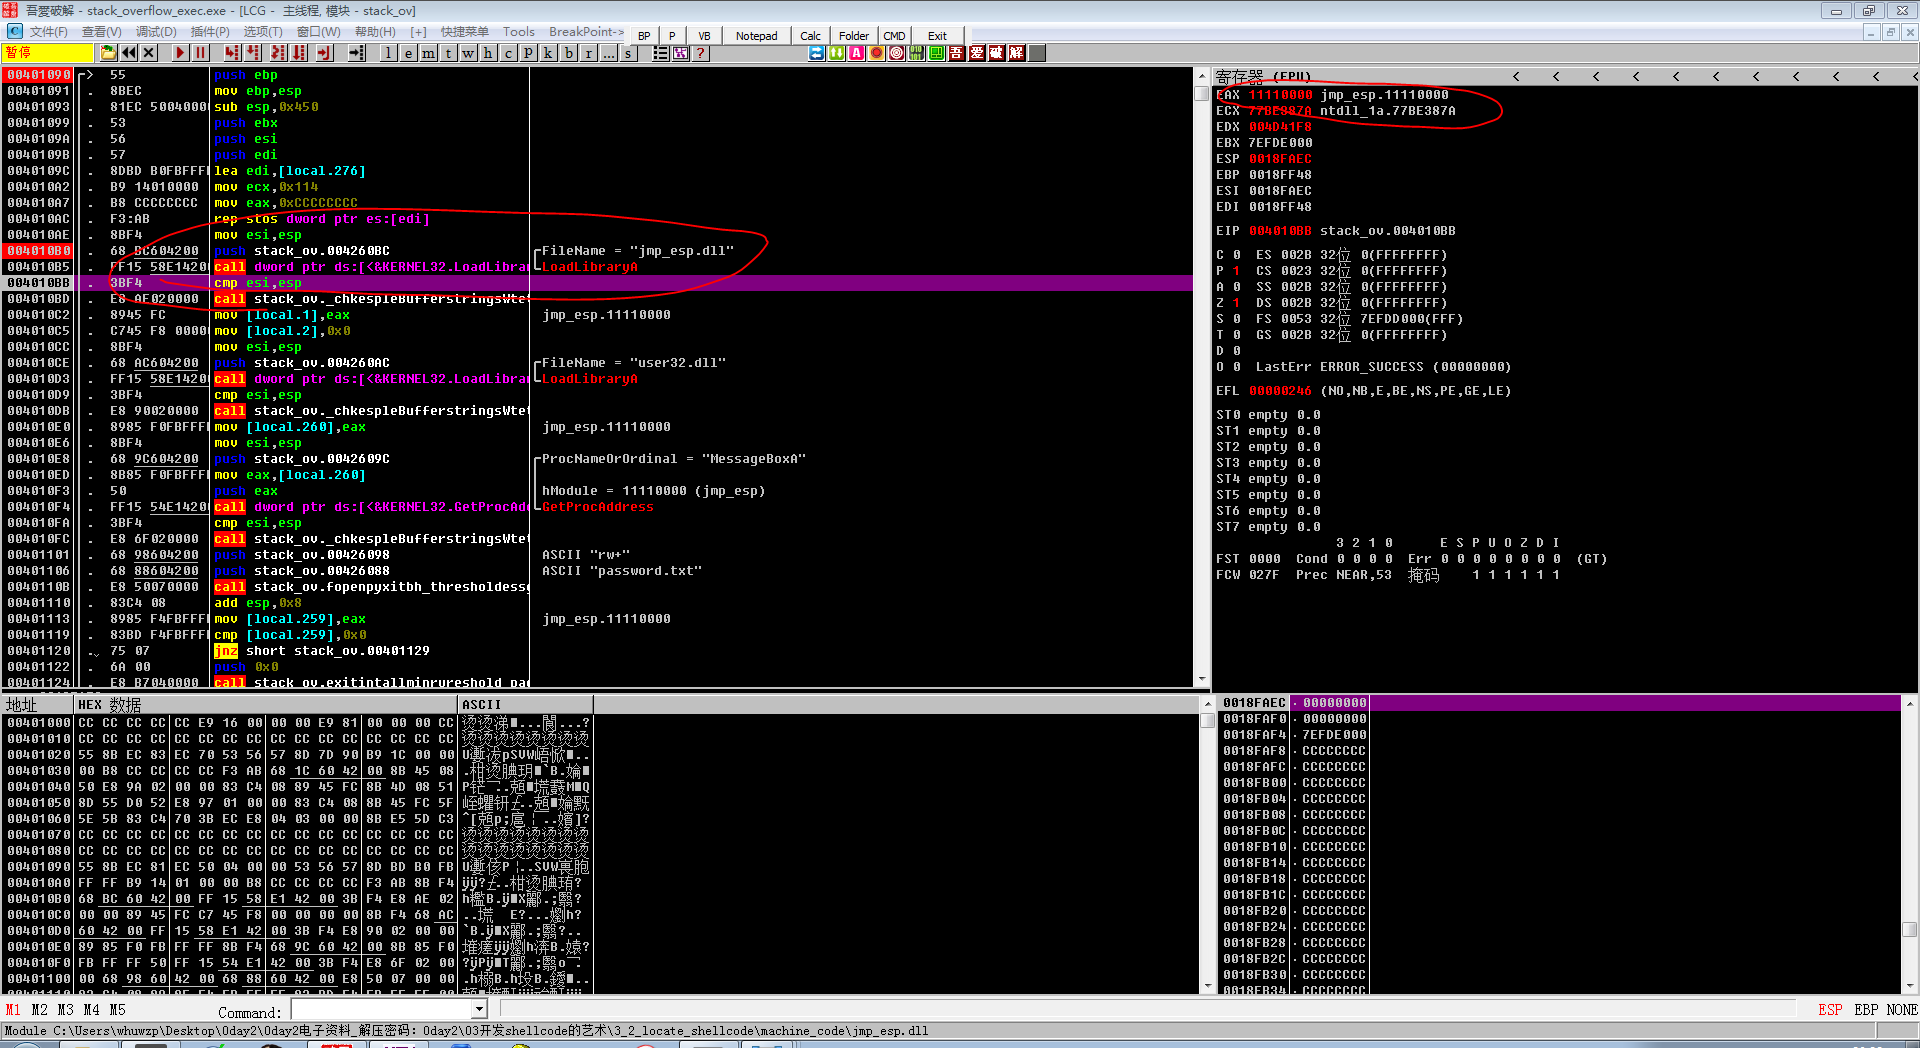 吾爱破解 - stack_overflow_exec.exe - [LCG - 主线程, 模块 - stack_ov]
文件(F) 查看(V) 调试(D) 插件(P) 选项(T) 窗口(W) 帮助(H) [+] 快捷菜单 Tools BreakPoint-> BP P VB Notepad Calc Folder CMD Exit
暂停 l e m t w h c p k b r ... s ? 吾 爱 破 解
00401090 55 push ebp
00401091 . 8BEC mov ebp,esp
00401093 . 81EC 5004000 sub esp,0x450
00401099 . 53 push ebx
0040109A . 56 push esi
0040109B . 57 push edi
0040109C . 8DBD B0FBFFF lea edi,[local.276]
004010A2 . B9 14010000 mov ecx,0x114
004010A7 . B8 CCCCCCCC mov eax,0xCCCCCCCC
004010AC . F3:AB rep stos dword ptr es:[edi]
004010AE . 8BF4 mov esi,esp
004010B0 . 68 BC604200 push stack_ov.004260BC FileName = "jmp_esp.dll"
004010B5 . FF15 58E1420 call dword ptr ds:[<&KERNEL32.LoadLibra LoadLibraryA
004010BB . 3BF4 cmp esi,esp
004010BD . E8 AE020000 call stack_ov._chkespleBufferstringsWte
004010C2 . 8945 FC mov [local.1],eax jmp_esp.11110000
004010C5 . C745 F8 0000 mov [local.2],0x0
004010CC . 8BF4 mov esi,esp
004010CE . 68 AC604200 push stack_ov.004260AC FileName = "user32.dll"
004010D3 . FF15 58E1420 call dword ptr ds:[<&KERNEL32.LoadLibra LoadLibraryA
004010D9 . 3BF4 cmp esi,esp
004010DB . E8 90020000 call stack_ov._chkespleBufferstringsWte
004010E0 . 8985 F0FBFFF mov [local.260],eax jmp_esp.11110000
004010E6 . 8BF4 mov esi,esp
004010E8 . 68 9C604200 push stack_ov.0042609C ProcNameOrOrdinal = "MessageBoxA"
004010ED . 8B85 F0FBFFF mov eax,[local.260]
004010F3 . 50 push eax hModule = 11110000 (jmp_esp)
004010F4 . FF15 54E1420 call dword ptr ds:[<&KERNEL32.GetProcAd GetProcAddress
004010FA . 3BF4 cmp esi,esp
004010FC . E8 6F020000 call stack_ov._chkespleBufferstringsWte
00401101 . 68 98604200 push stack_ov.00426098 ASCII "rw+"
00401106 . 68 88604200 push stack_ov.00426088 ASCII "password.txt"
0040110B . E8 50070000 call stack_ov.fopenpyxitbh_thresholdess
00401110 . 83C4 08 add esp,0x8
00401113 . 8985 F4FBFFF mov [local.259],eax jmp_esp.11110000
00401119 . 83BD F4FBFFF cmp [local.259],0x0
00401120 . 75 07 jnz short stack_ov.00401129
00401122 . 6A 00 push 0x0
00401124 . E8 B7040000 call stack_ov.exitintallminrureshold_pa
寄存器 (FPU) < < < < < < < < < < <
EAX 11110000 jmp_esp.11110000
ECX 77BE387A ntdll_1a.77BE387A
EDX 004D41F8
EBX 7EFDE000
ESP 0018FAEC
EBP 0018FF48
ESI 0018FAEC
EDI 0018FF48
EIP 004010BB stack_ov.004010BB
C 0 ES 002B 32位 0(FFFFFFFF)
P 1 CS 0023 32位 0(FFFFFFFF)
A 0 SS 002B 32位 0(FFFFFFFF)
Z 1 DS 002B 32位 0(FFFFFFFF)
S 0 FS 0053 32位 7EFDD000(FFF)
T 0 GS 002B 32位 0(FFFFFFFF)
D 0
O 0 LastErr ERROR_SUCCESS (00000000)
EFL 00000246 (NO,NB,E,BE,NS,PE,GE,LE)
ST0 empty 0.0
ST1 empty 0.0
ST2 empty 0.0
ST3 empty 0.0
ST4 empty 0.0
ST5 empty 0.0
ST6 empty 0.0
ST7 empty 0.0
3 2 1 0 E S P U O Z D I
FST 0000 Cond 0 0 0 0 Err 0 0 0 0 0 0 0 0 (GT)
FCW 027F Prec NEAR,53 掩码 1 1 1 1 1 1
地址 HEX 数据 ASCII
00401000 CC CC CC CC CC E9 16 00 00 00 E9 81 00 00 00 CC
00401010 CC CC CC CC CC CC CC CC CC CC CC CC CC CC CC CC 烫烫烫烫烫烫烫烫
00401020 55 8B EC 83 EC 70 53 56 57 8D 7D 90 B9 1C 00 00
00401030 00 B8 CC CC CC CC F3 AB 68 1C 60 42 00 8B 45 08
00401040 50 E8 9A 02 00 00 83 C4 08 89 45 FC 8B 4D 08 51
00401050 8D 55 D0 52 E8 97 01 00 00 83 C4 08 8B 45 FC 5F
00401060 5E 5B 83 C4 70 3B EC E8 04 03 00 00 8B E5 5D C3
00401070 CC CC CC CC CC CC CC CC CC CC CC CC CC CC CC CC 烫烫烫烫烫烫烫烫
00401080 CC CC CC CC CC CC CC CC CC CC CC CC CC CC CC CC 烫烫烫烫烫烫烫烫
00401090 55 8B EC 81 EC 50 04 00 00 53 56 57 8D BD B0 FB
004010A0 FF FF B9 14 01 00 00 B8 CC CC CC CC F3 AB 8B F4
004010B0 68 BC 60 42 00 FF 15 58 E1 42 00 3B F4 E8 AE 02
004010C0 00 00 89 45 FC C7 45 F8 00 00 00 00 8B F4 68 AC
004010D0 60 42 00 FF 15 58 E1 42 00 3B F4 E8 90 02 00 00
004010E0 89 85 F0 FB FF FF 8B F4 68 9C 60 42 00 8B 85 F0
004010F0 FB FF FF 50 FF 15 54 E1 42 00 3B F4 E8 6F 02 00
00401100 00 68 98 60 42 00 68 88 60 42 00 E8 50 07 00 00
0018FAEC 00000000
0018FAF0 00000000
0018FAF4 7EFDE000
0018FAF8 CCCCCCCC
0018FAFC CCCCCCCC
0018FB00 CCCCCCCC
0018FB04 CCCCCCCC
0018FB08 CCCCCCCC
0018FB0C CCCCCCCC
0018FB10 CCCCCCCC
0018FB14 CCCCCCCC
0018FB18 CCCCCCCC
0018FB1C CCCCCCCC
0018FB20 CCCCCCCC
0018FB24 CCCCCCCC
0018FB28 CCCCCCCC
0018FB2C CCCCCCCC
0018FB30 CCCCCCCC
0018FB34 CCCCCCCC
M1 M2 M3 M4 M5 Command: ESP EBP NONE
Module C:\Users\whuwzp\Desktop\0day2\0day2电子资料_解压密码: 0day2\03开发shellcode的艺术\3_2_locate_shellcode\machine_code\jmp_esp.dll